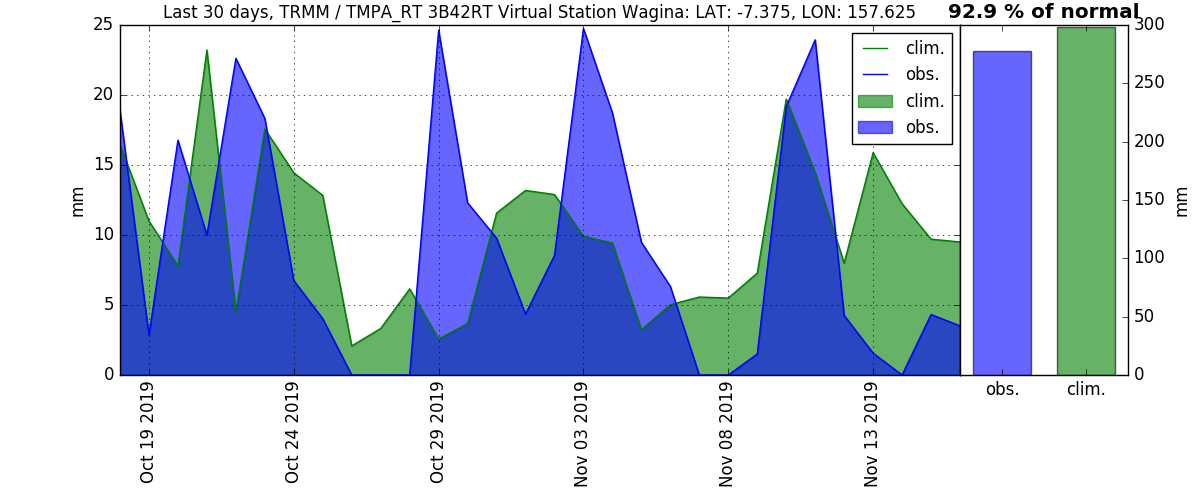 Last 30 days, TRMM / TMPA_RT 3B42RT Virtual Station Wagina: LAT: -7.375, LON: 157.625
92.9 % of normal
25
20
15
10
5
0
mm
clim.
obs.
clim.
obs.
300
250
200
150
100
50
0
mm
Oct 19 2019
Oct 24 2019
Oct 29 2019
Nov 03 2019
Nov 08 2019
Nov 13 2019
obs.
clim.